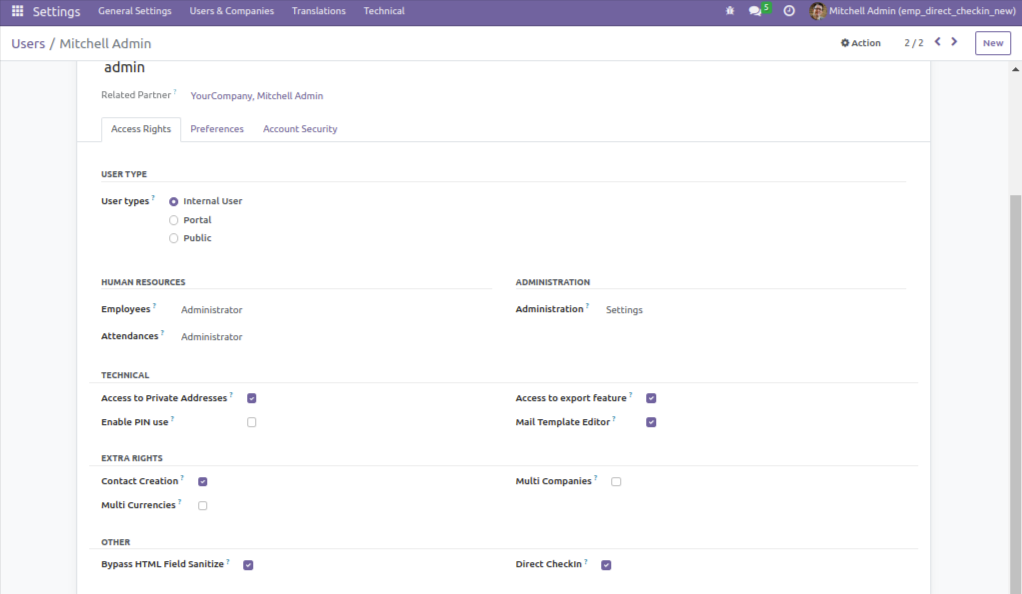 Settings General Settings Users & Companies Translations Technical 5 Mitchell Admin (emp_direct_checkin_new)
Users / Mitchell Admin Action 2 / 2 New
admin
Related Partner ? YourCompany, Mitchell Admin
Access Rights Preferences Account Security
USER TYPE
User types ? Internal User
Portal
Public
HUMAN RESOURCES ADMINISTRATION
Employees ? Administrator Administration ? Settings
Attendances ? Administrator
TECHNICAL
Access to Private Addresses ? Access to export feature ?
Enable PIN use ? Mail Template Editor ?
EXTRA RIGHTS
Contact Creation ? Multi Companies ?
Multi Currencies ?
OTHER
Bypass HTML Field Sanitize ? Direct CheckIn ?